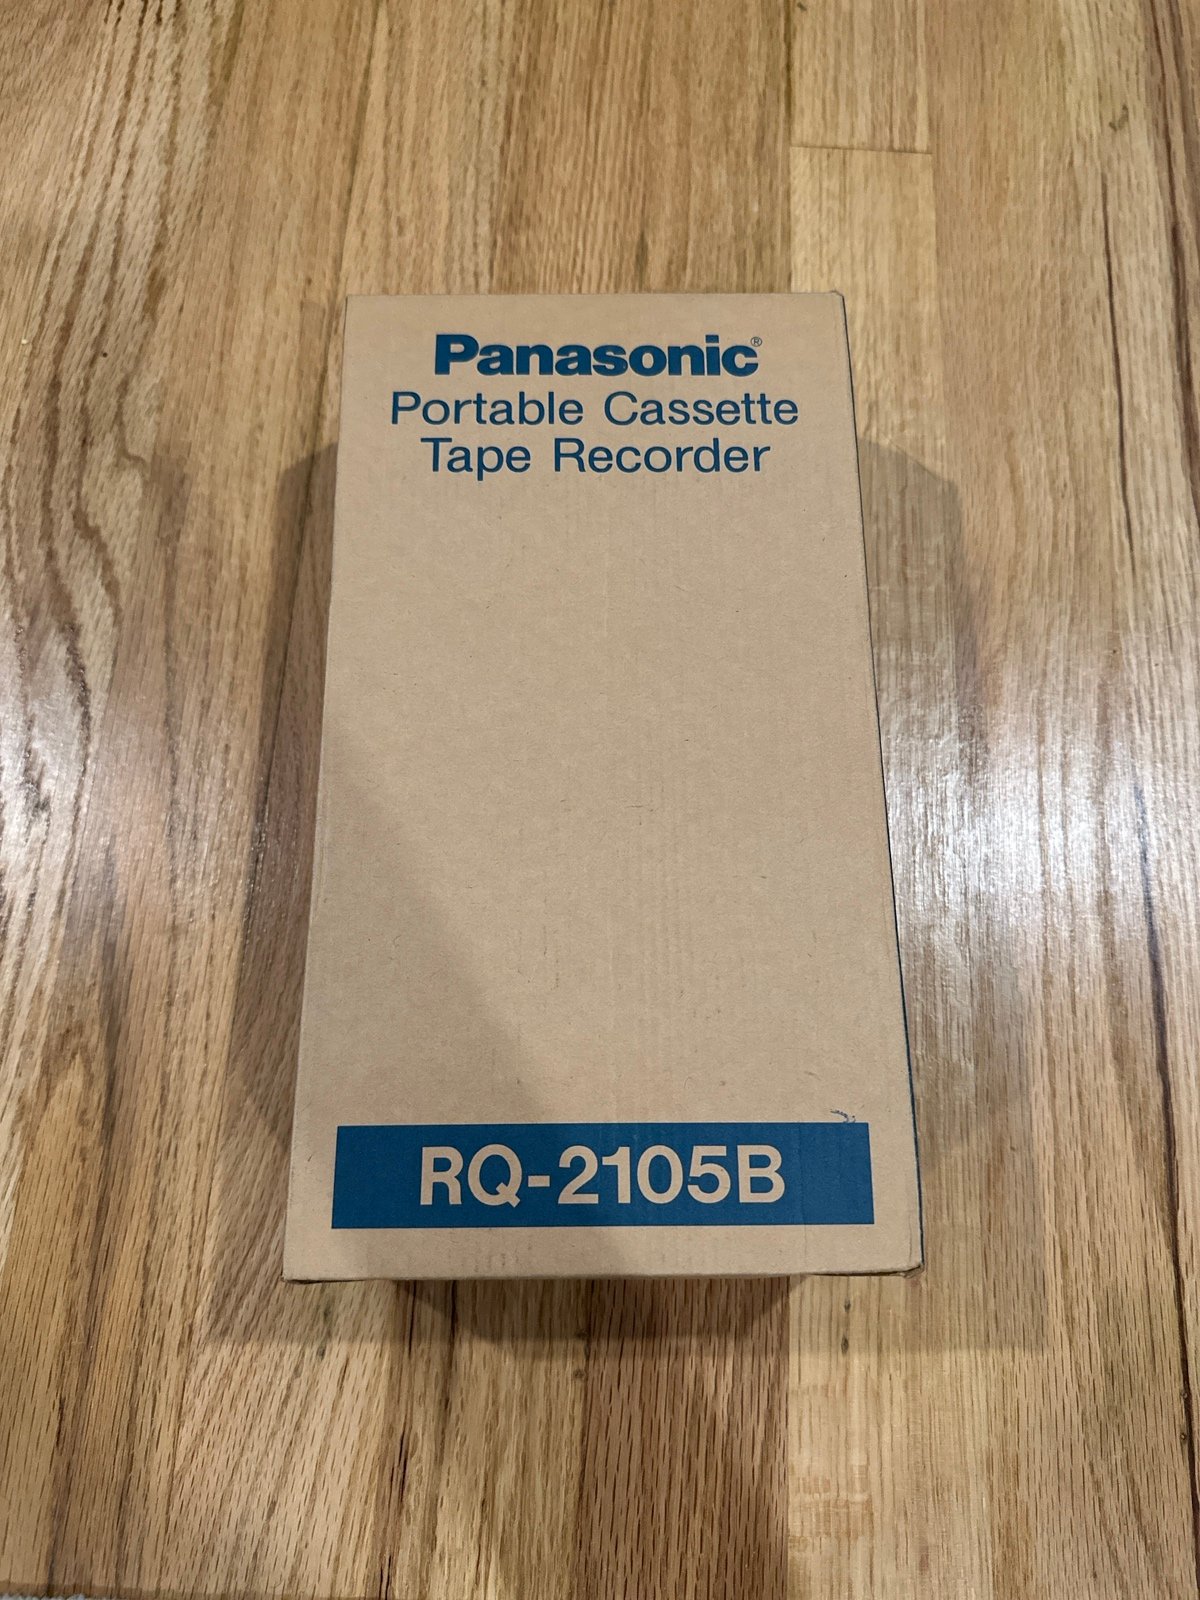 Panasonic®
Portable Cassette
Tape Recorder
RQ-2105B